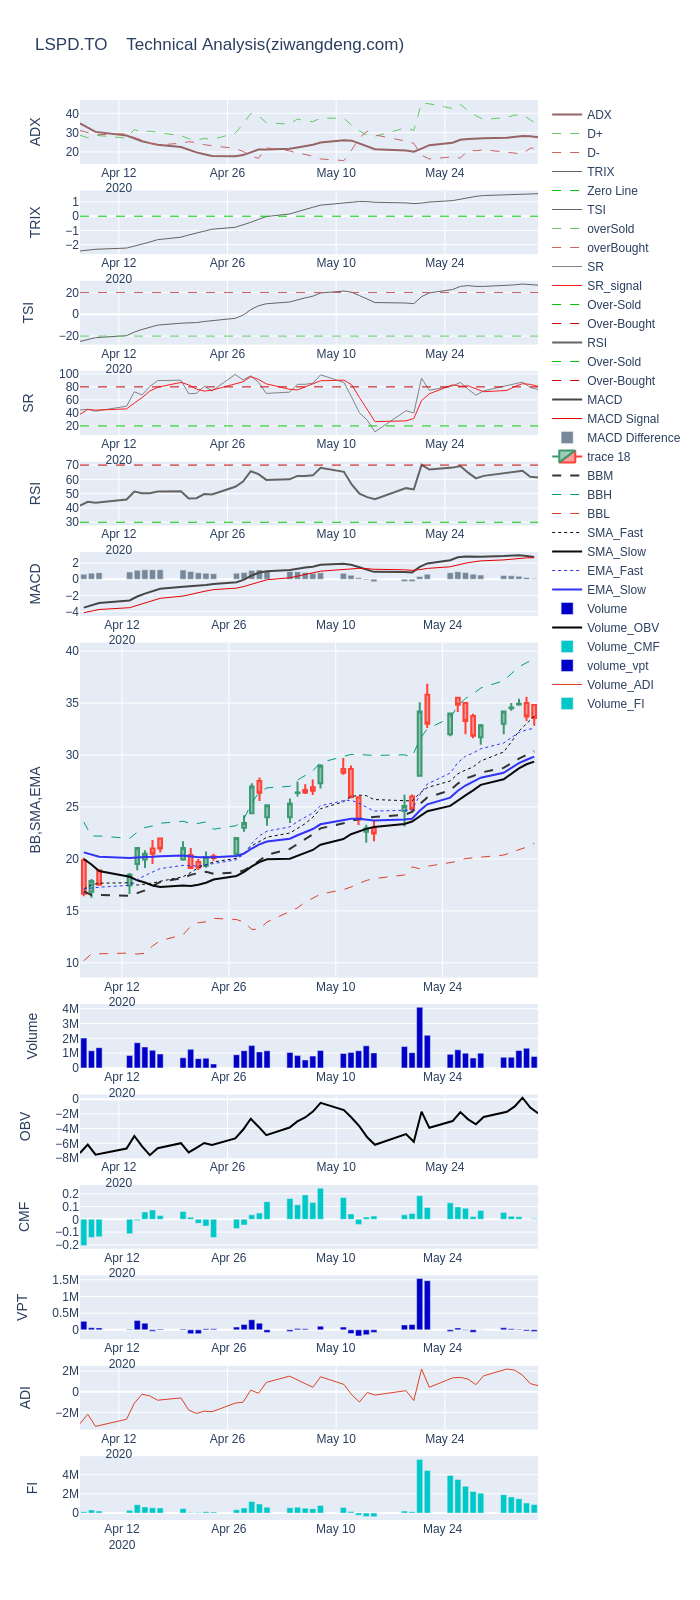 LSPD.TO    Technical Analysis(ziwangdeng.com)
ADX
40
30
20
Apr 12
2020
Apr 26
May 10
May 24
TRIX
1
0
−1
−2
Apr 12
2020
Apr 26
May 10
May 24
TSI
20
0
−20
Apr 12
2020
Apr 26
May 10
May 24
SR
100
80
60
40
20
Apr 12
2020
Apr 26
May 10
May 24
RSI
70
60
50
40
30
Apr 12
2020
Apr 26
May 10
May 24
MACD
2
0
−2
−4
Apr 12
2020
Apr 26
May 10
May 24
BB,SMA,EMA
40
35
30
25
20
15
10
Apr 12
2020
Apr 26
May 10
May 24
Volume
4M
3M
2M
1M
0
Apr 12
2020
Apr 26
May 10
May 24
OBV
0
−2M
−4M
−6M
−8M
Apr 12
2020
Apr 26
May 10
May 24
CMF
0.2
0.1
0
−0.1
−0.2
Apr 12
2020
Apr 26
May 10
May 24
VPT
1.5M
1M
0.5M
0
Apr 12
2020
Apr 26
May 10
May 24
ADI
2M
0
−2M
Apr 12
2020
Apr 26
May 10
May 24
FI
4M
2M
0
Apr 12
2020
Apr 26
May 10
May 24
ADX
D+
D-
TRIX
Zero Line
TSI
overSold
overBought
SR
SR_signal
Over-Sold
Over-Bought
RSI
Over-Sold
Over-Bought
MACD
MACD Signal
MACD Difference
trace 18
BBM
BBH
BBL
SMA_Fast
SMA_Slow
EMA_Fast
EMA_Slow
Volume
Volume_OBV
Volume_CMF
volume_vpt
Volume_ADI
Volume_FI